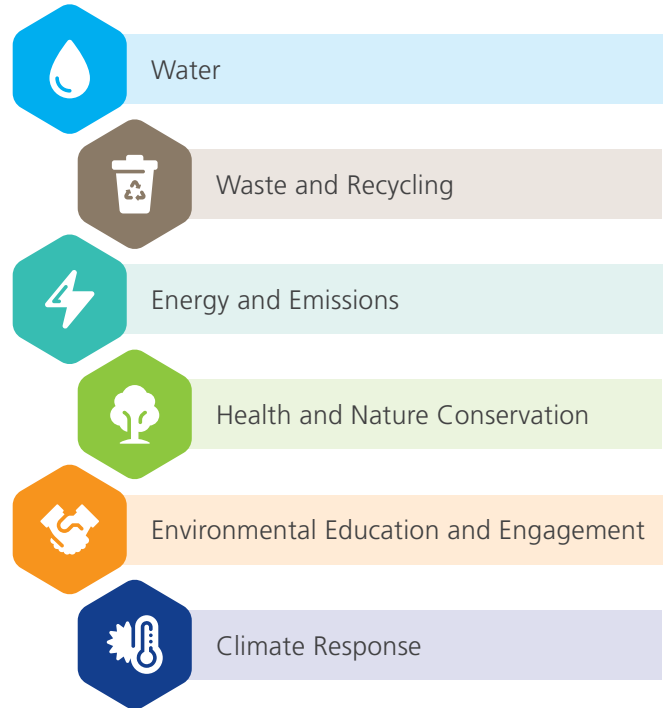 Water
Waste and Recycling
Energy and Emissions
Health and Nature Conservation
Environmental Education and Engagement
Climate Response